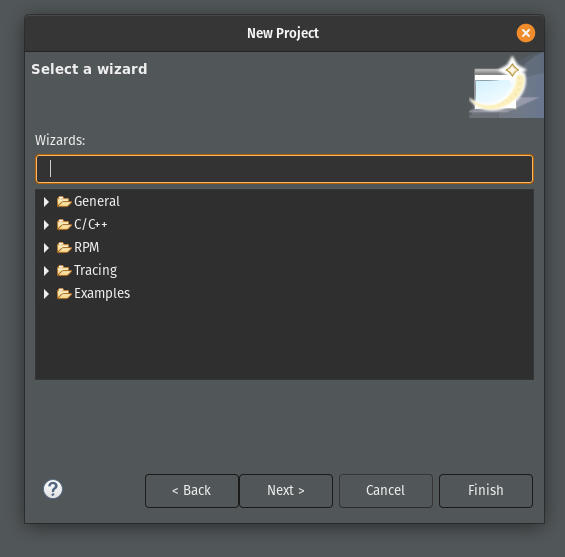 New Project
Select a wizard
Wizards:
General
C/C++
RPM
Tracing
Examples
?
< Back
Next >
Cancel
Finish